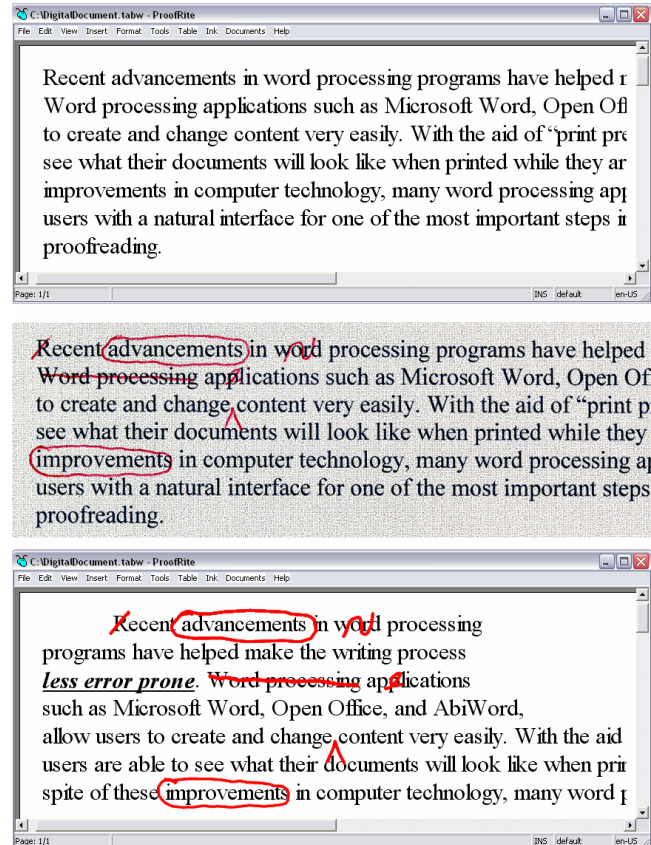 C:\DigitalDocument.tabw - ProofRite
File Edit View Insert Format Tools Table Ink Documents Help
Recent advancements in word processing programs have helped
Word processing applications such as Microsoft Word, Open Off
to create and change content very easily. With the aid of “print pre
see what their documents will look like when printed while they ar
improvements in computer technology, many word processing app
users with a natural interface for one of the most important steps in
proofreading.
Page: 1/1 INS default en-US
Recent advancements in word processing programs have helped
Word processing applications such as Microsoft Word, Open Of
to create and change content very easily. With the aid of “print p
see what their documents will look like when printed while they
improvements in computer technology, many word processing ap
users with a natural interface for one of the most important steps
proofreading.
C:\DigitalDocument.tabw - ProofRite
File Edit View Insert Format Tools Table Ink Documents Help
Recent advancements in word processing
programs have helped make the writing process
less error prone. Word processing applications
such as Microsoft Word, Open Office, and AbiWord,
allow users to create and change content very easily. With the aid
users are able to see what their documents will look like when prin
spite of these improvements in computer technology, many word p
Page: 1/1 INS default en-US